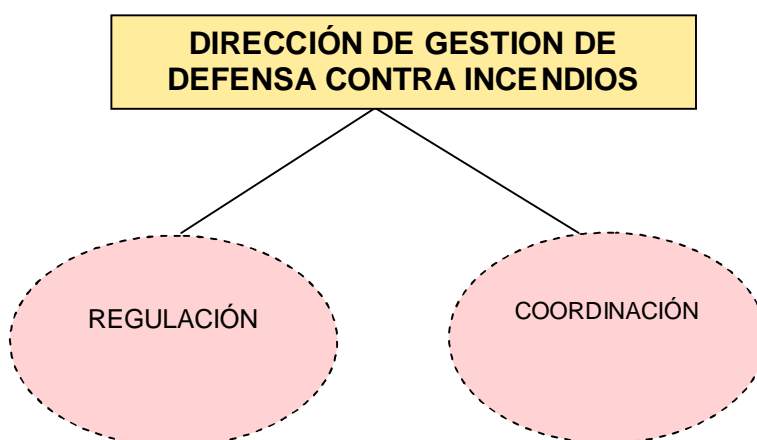 DIRECCIÓN DE GESTION DE
DEFENSA CONTRA INCENDIOS
REGULACIÓN
COORDINACIÓN